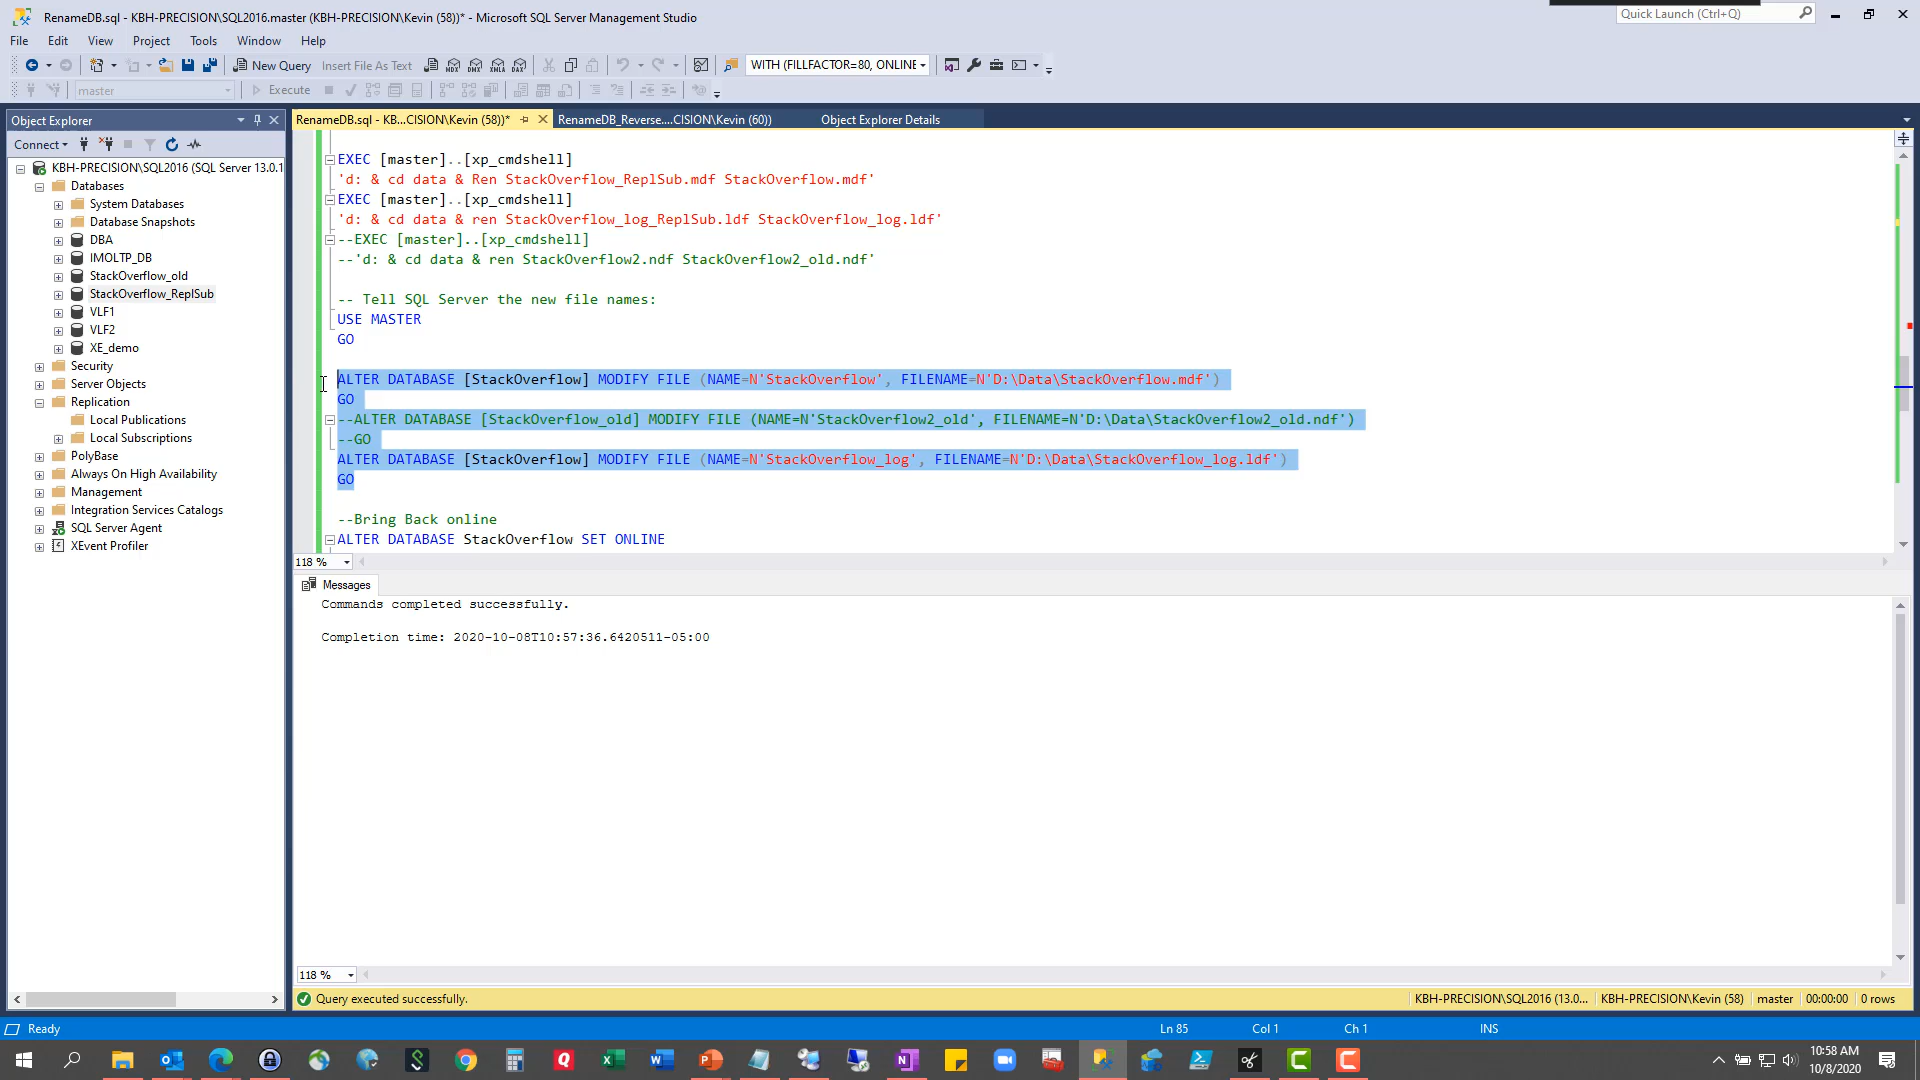 RenameDB.sql - KBH-PRECISION\SQL2016.master (KBH-PRECISION\Kevin (58))* - Microsoft SQL Server Management Studio
Quick Launch (Ctrl+Q)
File Edit View Project Tools Window Help
New Query Insert File As Text WITH (FILLFACTOR=80, ONLINE
master Execute
Object Explorer
RenameDB.sql - KB...CISION\Kevin (58))* RenameDB_Reverse....CISION\Kevin (60)) Object Explorer Details
Connect
KBH-PRECISION\SQL2016 (SQL Server 13.0.1
Databases
System Databases
Database Snapshots
DBA
IMOLTP_DB
StackOverflow_old
StackOverflow_ReplSub
VLF1
VLF2
XE_demo
Security
Server Objects
Replication
Local Publications
Local Subscriptions
PolyBase
Always On High Availability
Management
Integration Services Catalogs
SQL Server Agent
XEvent Profiler
EXEC [master]..[xp_cmdshell]
'd: & cd data & Ren StackOverflow_ReplSub.mdf StackOverflow.mdf'
EXEC [master]..[xp_cmdshell]
'd: & cd data & ren StackOverflow_log_ReplSub.ldf StackOverflow_log.ldf'
--EXEC [master]..[xp_cmdshell]
--'d: & cd data & ren StackOverflow2.ndf StackOverflow2_old.ndf'
-- Tell SQL Server the new file names:
USE MASTER
GO
ALTER DATABASE [StackOverflow] MODIFY FILE (NAME=N'StackOverflow', FILENAME=N'D:\Data\StackOverflow.mdf')
GO
--ALTER DATABASE [StackOverflow_old] MODIFY FILE (NAME=N'StackOverflow2_old', FILENAME=N'D:\Data\StackOverflow2_old.ndf')
--GO
ALTER DATABASE [StackOverflow] MODIFY FILE (NAME=N'StackOverflow_log', FILENAME=N'D:\Data\StackOverflow_log.ldf')
GO
--Bring Back online
ALTER DATABASE StackOverflow SET ONLINE
118 %
Messages
Commands completed successfully.
Completion time: 2020-10-08T10:57:36.6420511-05:00
118 %
Query executed successfully. KBH-PRECISION\SQL2016 (13.0... KBH-PRECISION\Kevin (58) master 00:00:00 0 rows
Ready Ln 85 Col 1 Ch 1 INS
10:58 AM
10/8/2020